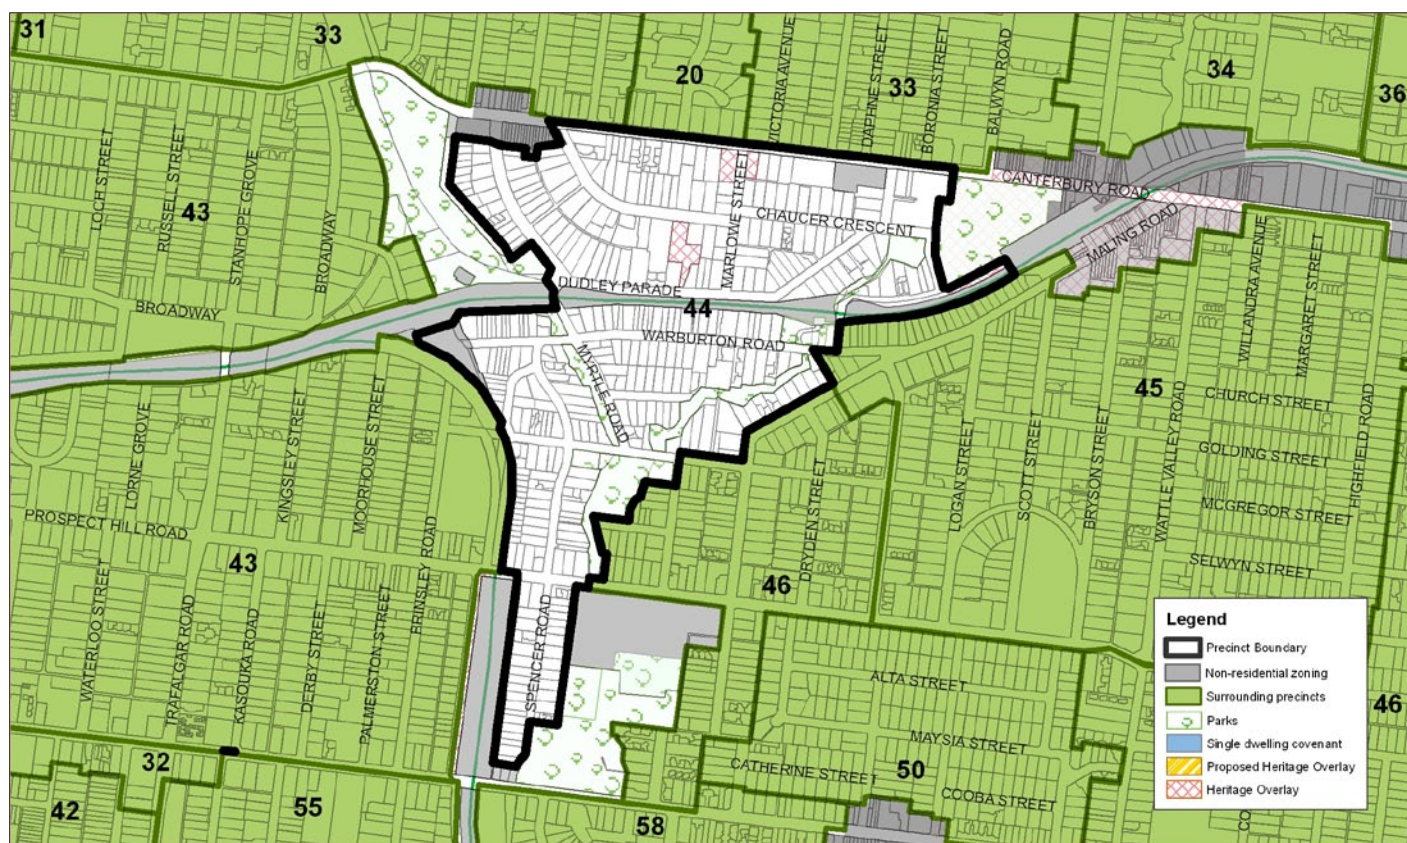 31
33
20
33
34
36
VICTORIA AVENUE
DAPHNE STREET
BORONIA STREET
BALWYN ROAD
LOCH STREET
RUSSEL STREET
STANHOPE GROVE
BROADWAY
43
CANTERBURY ROAD
MARLOWE STREET
CHAUCER CRESCENT
MALING ROAD
WILLANDRA AVENUE
MARGARET STREET
DUDLEY PARADE
44
BROADWAY
WARBURTON ROAD
MYRTLE ROAD
45
CHURCH STREET
GOLDING STREET
MCGREGOR STREET
HIGHFIELD ROAD
WATTLE VALLEY ROAD
BRYSON STREET
SCOTT STREET
LOGAN STREET
DRYDEN STREET
LORNE GROVE
KINGSLEY STREET
MOORHOUSE STREET
PROSPECT HILL ROAD
43
SELWYN STREET
46
WATERLOO STREET
TRAFALGAR ROAD
KASOUKA ROAD
DERBY STREET
PALMERSTON STREET
BRINSLEY ROAD
SPENCER ROAD
ALTA STREET
MAYSIA STREET
CATHERINE STREET
50
COOBA STREET
46
32
42
55
58
CO
Legend
Precinct Boundary
Non-residential zoning
Surrounding precincts
Parks
Single dwelling covenant
Proposed Heritage Overlay
Heritage Overlay